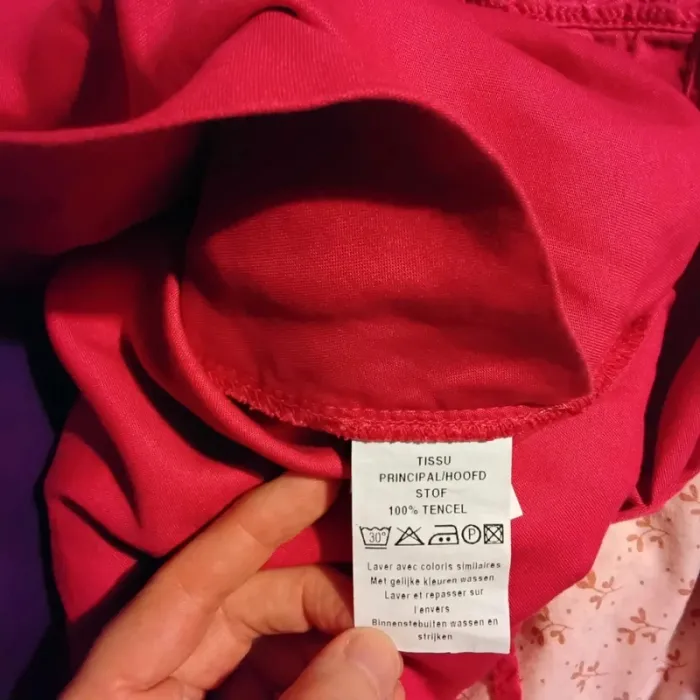 TISSU
PRINCIPAL/HOOFD
STOF
100% TENCEL
30° P
Laver avec coloris similaires
Met gelijke kleuren wassen
Laver et repasser sur
l'envers
Binnenstebuiten wassen en
strijken